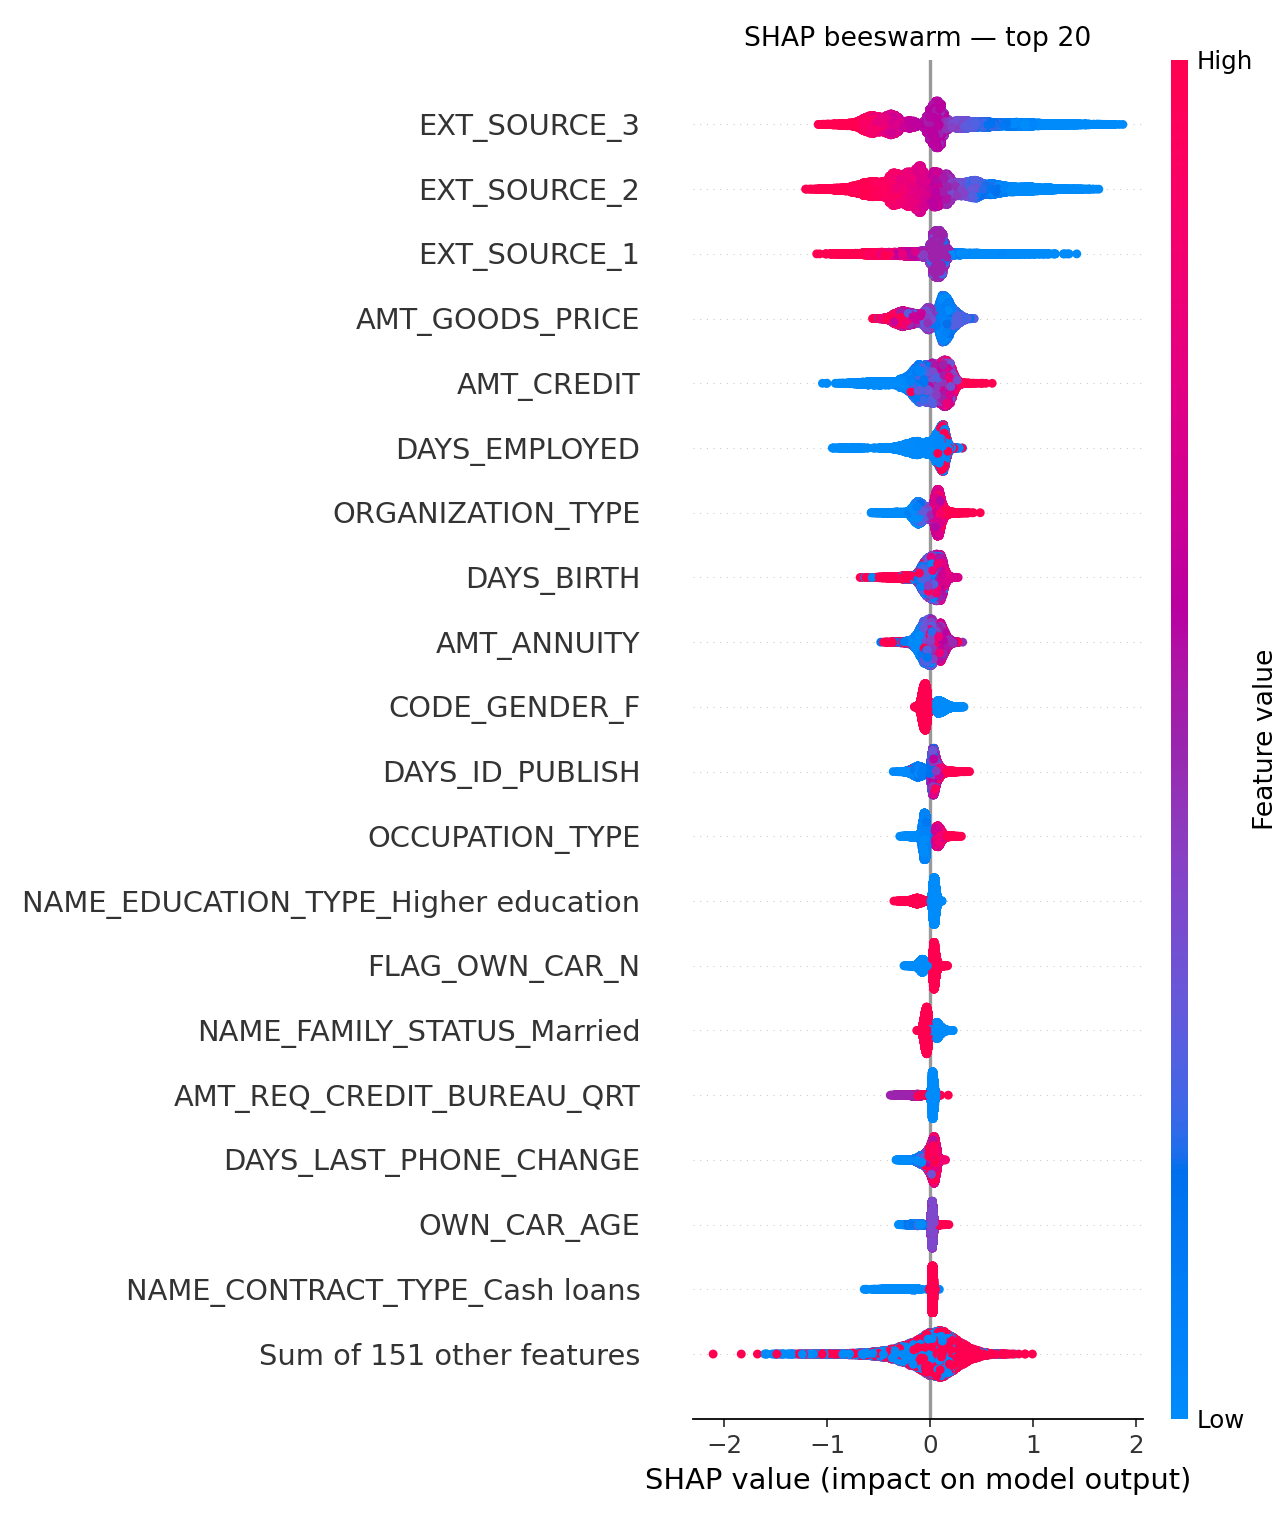 SHAP beeswarm — top 20
High
EXT_SOURCE_3
EXT_SOURCE_2
EXT_SOURCE_1
AMT_GOODS_PRICE
AMT_CREDIT
DAYS_EMPLOYED
ORGANIZATION_TYPE
DAYS_BIRTH
AMT_ANNUITY
CODE_GENDER_F
DAYS_ID_PUBLISH
OCCUPATION_TYPE
NAME_EDUCATION_TYPE_Higher education
FLAG_OWN_CAR_N
NAME_FAMILY_STATUS_Married
AMT_REQ_CREDIT_BUREAU_QRT
DAYS_LAST_PHONE_CHANGE
OWN_CAR_AGE
NAME_CONTRACT_TYPE_Cash loans
Sum of 151 other features
Feature value
Low
−2 −1 0 1 2
SHAP value (impact on model output)